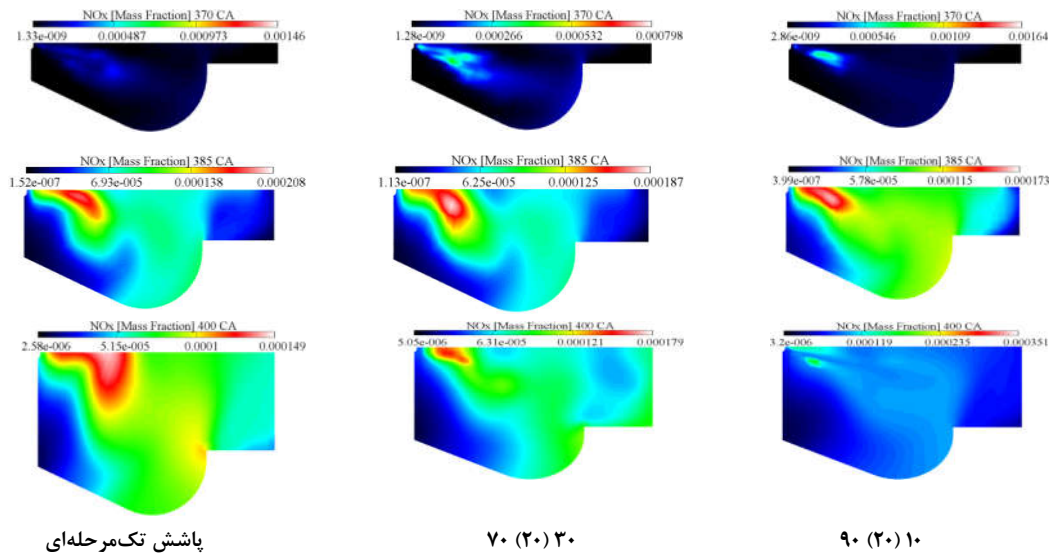 NOx [Mass Fraction] 370 CA
1.33e-009 0.000487 0.000973 0.00146
NOx [Mass Fraction] 370 CA
1.28e-009 0.000266 0.000532 0.000798
NOx [Mass Fraction] 370 CA
2.86e-009 0.000546 0.00109 0.00164
NOx [Mass Fraction] 385 CA
1.52e-007 6.93e-005 0.000138 0.000208
NOx [Mass Fraction] 385 CA
1.13e-007 6.25e-005 0.000125 0.000187
NOx [Mass Fraction] 385 CA
3.99e-007 5.78e-005 0.000115 0.000173
NOx [Mass Fraction] 400 CA
2.58e-006 5.15e-005 0.0001 0.000149
NOx [Mass Fraction] 400 CA
5.05e-006 6.31e-005 0.000121 0.000179
NOx [Mass Fraction] 400 CA
3.2e-006 0.000119 0.000235 0.000351
پاشش تک‌مرحله‌ای
۷۰ (۲۰) ۳۰
۹۰ (۲۰) ۱۰